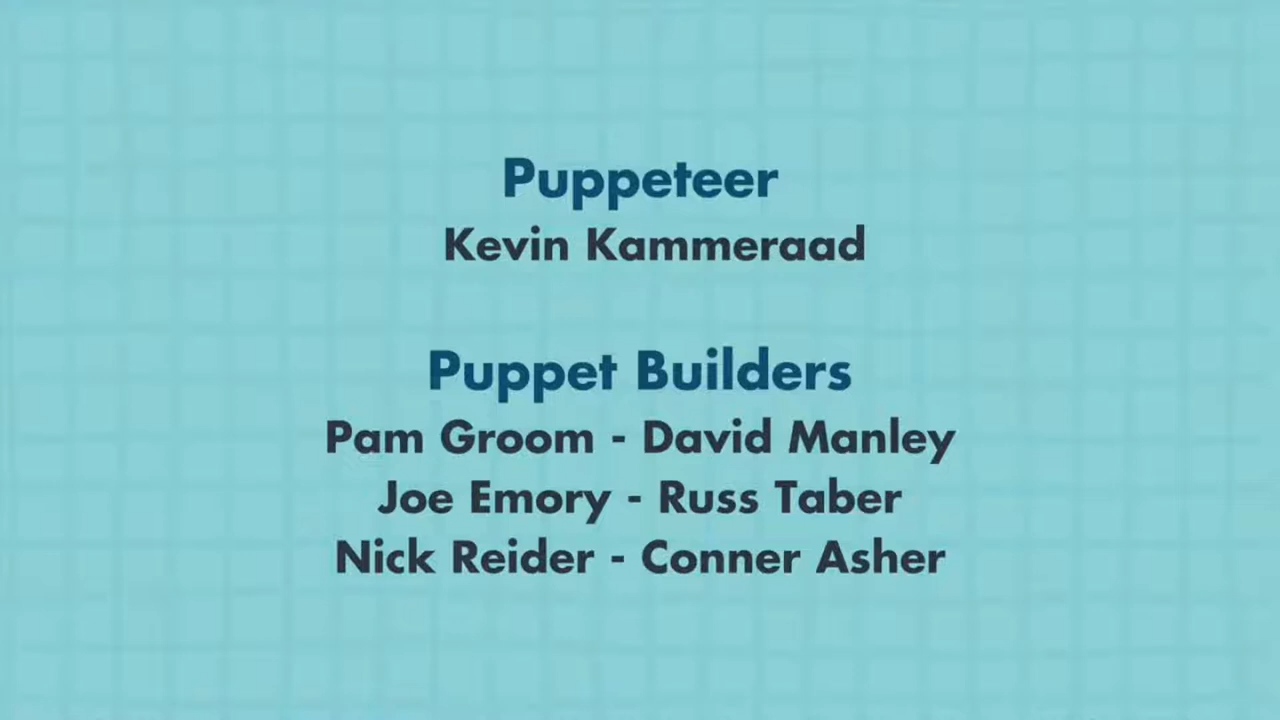 Puppeteer
Kevin Kammeraad
Puppet Builders
Pam Groom - David Manley
Joe Emory - Russ Taber
Nick Reider - Conner Asher